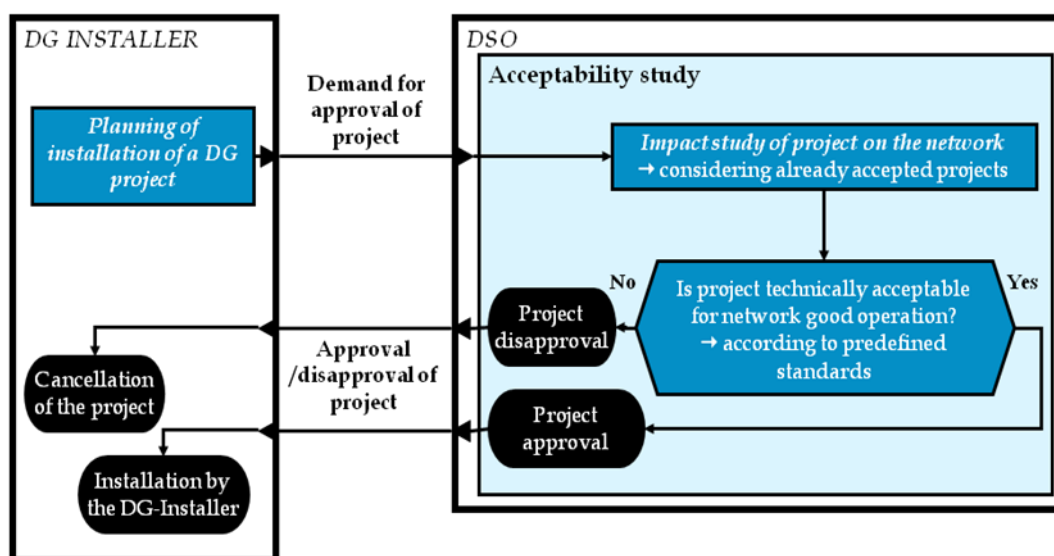 DG INSTALLER
Planning of
installation of a DG
project
Demand for
approval of
project
DSO
Acceptability study
Impact study of project on the network
→ considering already accepted projects
No
Yes
Is project technically acceptable
for network good operation?
→ according to predefined
standards
Project
disapproval
Approval
/disapproval of
project
Cancellation
of the project
Project
approval
Installation by
the DG-Installer